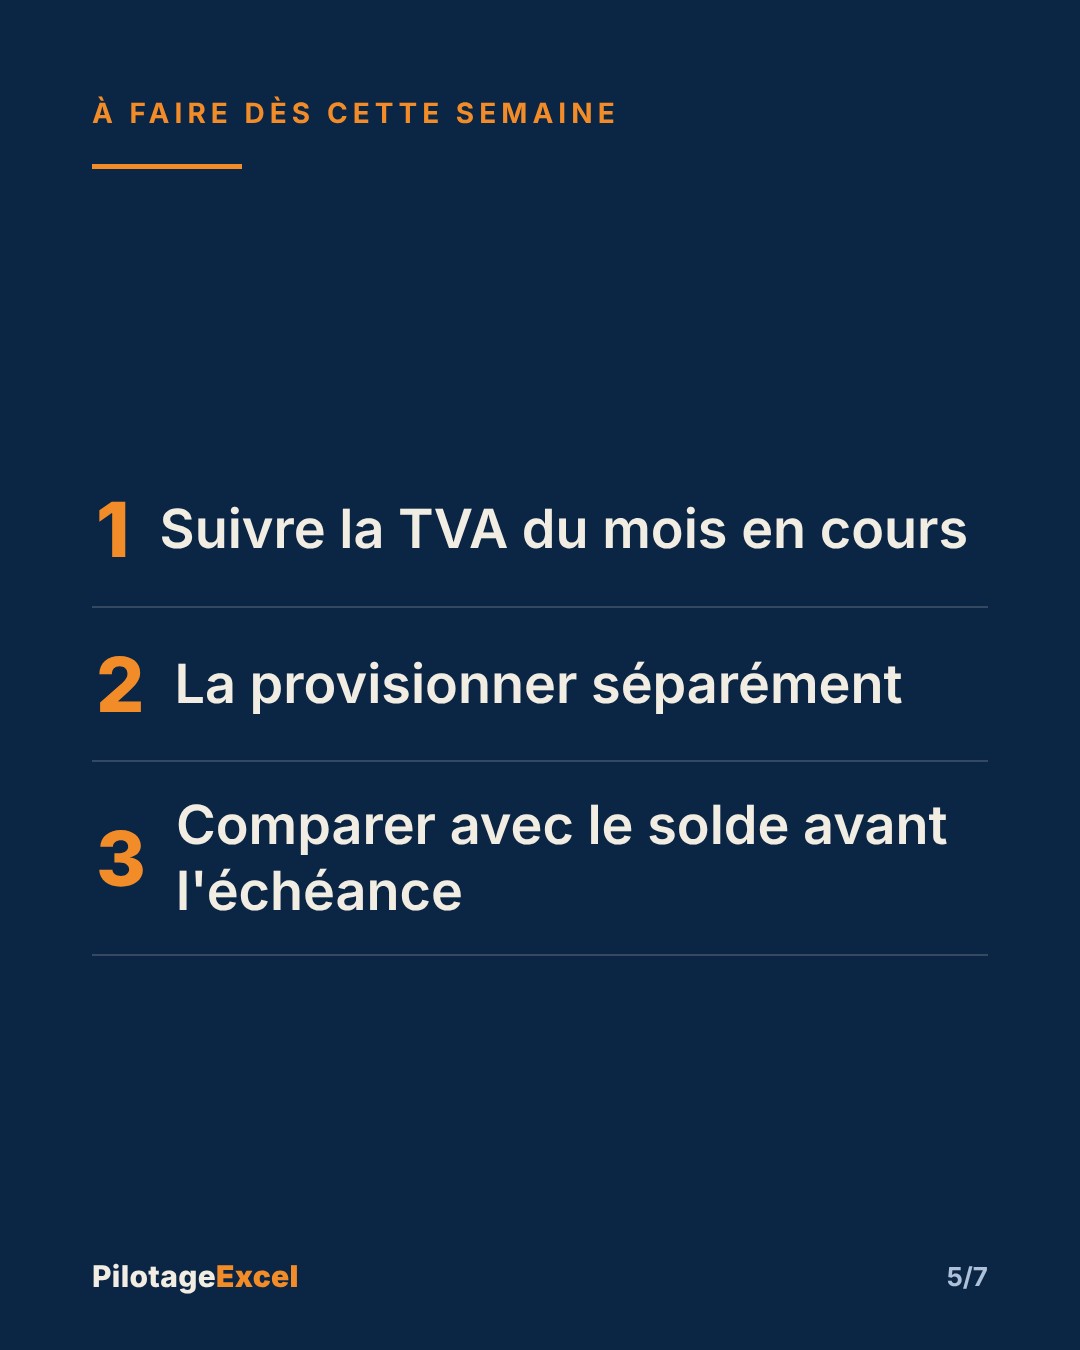 À FAIRE DÈS CETTE SEMAINE
1 Suivre la TVA du mois en cours
2 La provisionner séparément
3 Comparer avec le solde avant
l'échéance
PilotageExcel
5/7